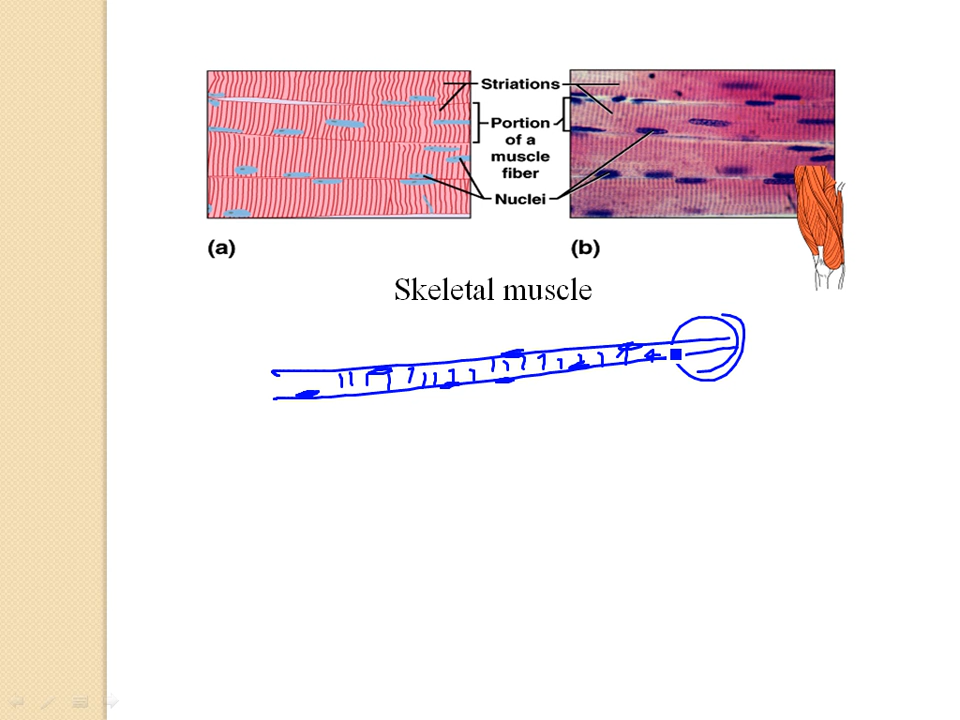 Striations
Portion
of a
muscle
fiber
Nuclei
(a)
(b)
Skeletal muscle